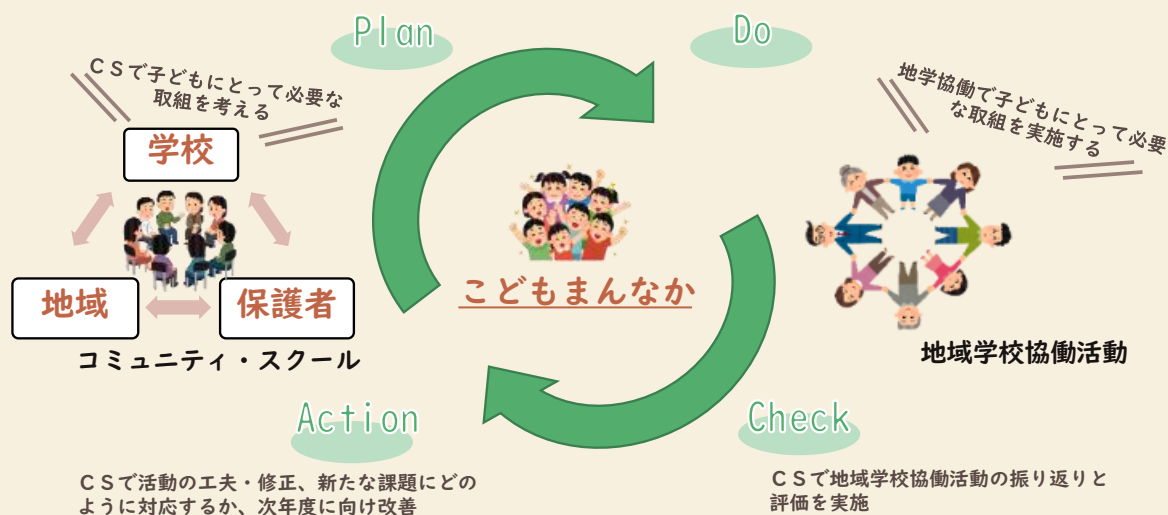 Plan
Do
ＣＳで子どもにとって必要な
取組を考える
地学協働で子どもにとって必要
な取組を実施する
学校
地域
保護者
コミュニティ・スクール
こどもまんなか
地域学校協働活動
Action
Check
ＣＳで活動の工夫・修正、新たな課題にどの
ように対応するか、次年度に向け改善
ＣＳで地域学校協働活動の振り返りと
評価を実施